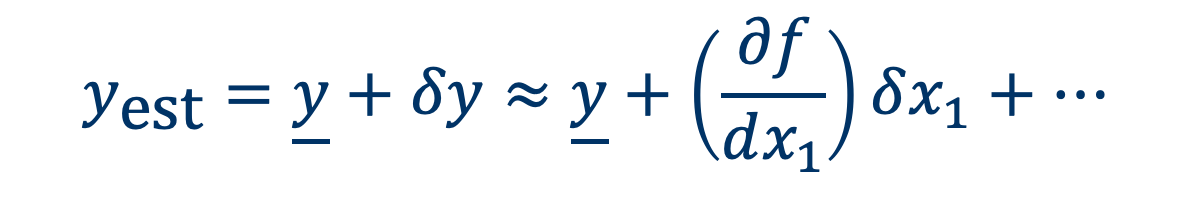 y_est = y̲ + δy ≈ y̲ + (∂f/dx₁) δx₁ + ⋯